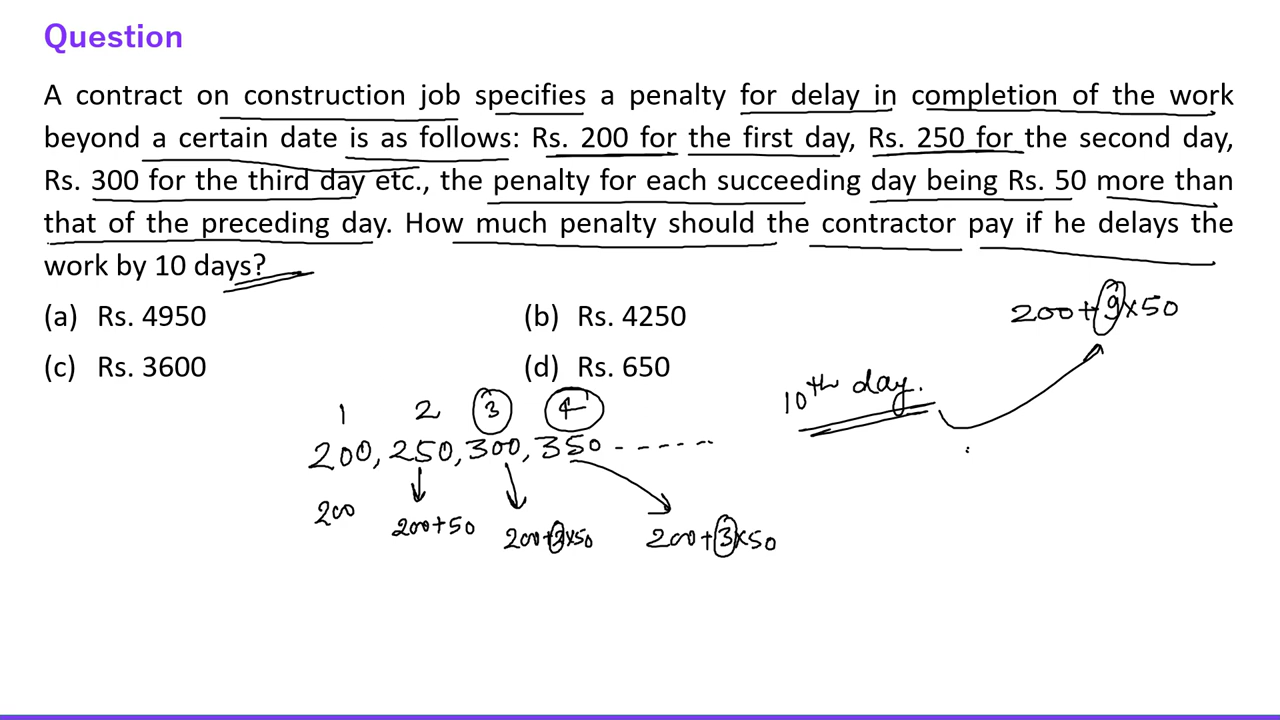 Question
A contract on construction job specifies a penalty for delay in completion of the work
beyond a certain date is as follows: Rs. 200 for the first day, Rs. 250 for the second day,
Rs. 300 for the third day etc., the penalty for each succeeding day being Rs. 50 more than
that of the preceding day. How much penalty should the contractor pay if he delays the
work by 10 days?
(a) Rs. 4950 (b) Rs. 4250
200+9×50
(c) Rs. 3600 (d) Rs. 650
10th day.
1 2 3 4
200, 250, 300, 350 ------
200 200+50 200+2×50 200+3×50